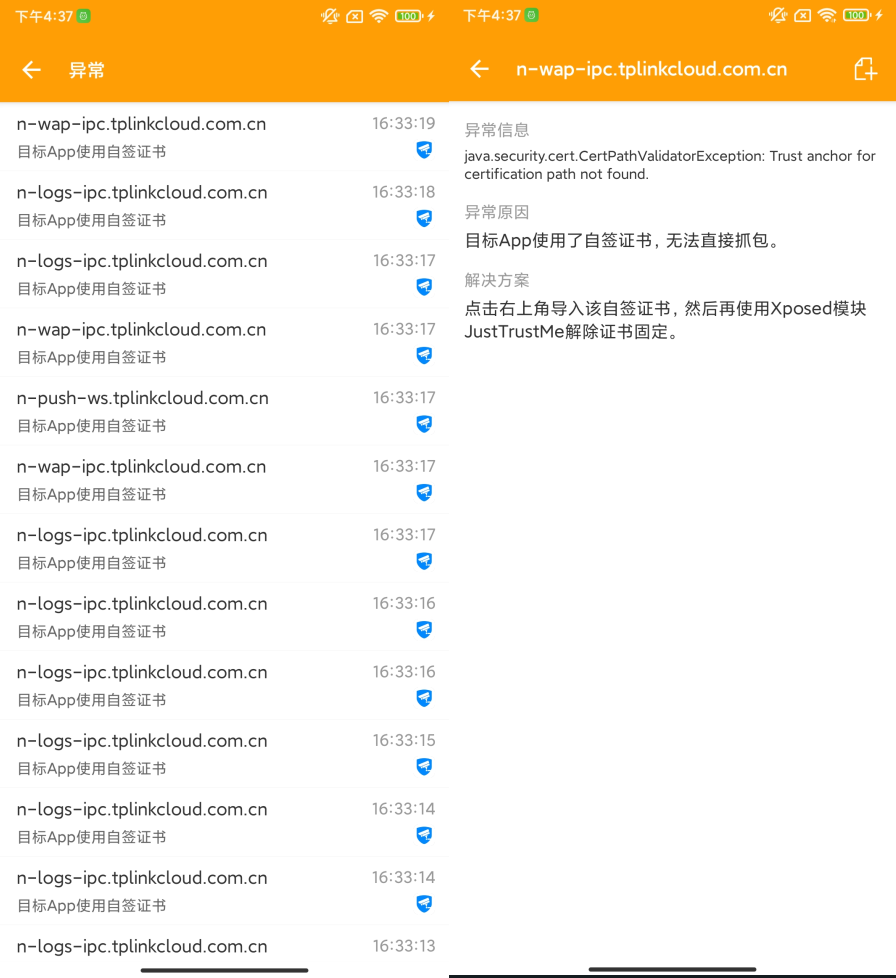 下午4:37
100
异常
n-wap-ipc.tplinkcloud.com.cn 16:33:19
目标App使用自签证书
n-logs-ipc.tplinkcloud.com.cn 16:33:18
目标App使用自签证书
n-logs-ipc.tplinkcloud.com.cn 16:33:17
目标App使用自签证书
n-wap-ipc.tplinkcloud.com.cn 16:33:17
目标App使用自签证书
n-push-ws.tplinkcloud.com.cn 16:33:17
目标App使用自签证书
n-wap-ipc.tplinkcloud.com.cn 16:33:17
目标App使用自签证书
n-logs-ipc.tplinkcloud.com.cn 16:33:17
目标App使用自签证书
n-logs-ipc.tplinkcloud.com.cn 16:33:16
目标App使用自签证书
n-logs-ipc.tplinkcloud.com.cn 16:33:16
目标App使用自签证书
n-logs-ipc.tplinkcloud.com.cn 16:33:15
目标App使用自签证书
n-logs-ipc.tplinkcloud.com.cn 16:33:14
目标App使用自签证书
n-logs-ipc.tplinkcloud.com.cn 16:33:14
目标App使用自签证书
n-logs-ipc.tplinkcloud.com.cn 16:33:13
下午4:37
100
n-wap-ipc.tplinkcloud.com.cn
异常信息
java.security.cert.CertPathValidatorException: Trust anchor for
certification path not found.
异常原因
目标App使用了自签证书，无法直接抓包。
解决方案
点击右上角导入该自签证书，然后再使用Xposed模块
JustTrustMe解除证书固定。